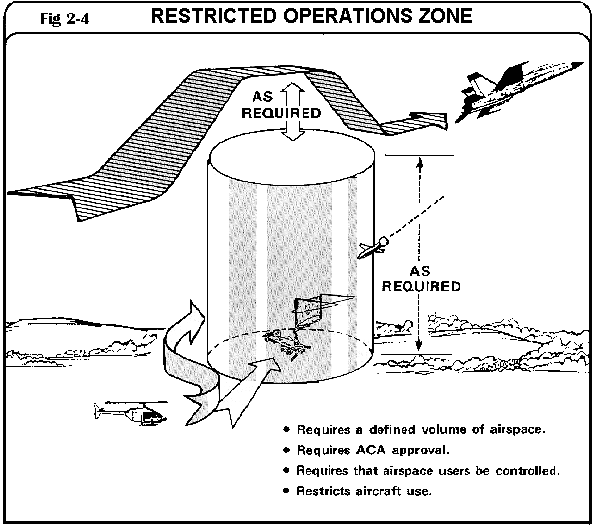 Fig 2-4 RESTRICTED OPERATIONS ZONE
AS
REQUIRED
AS
REQUIRED
• Requires a defined volume of airspace.
• Requires ACA approval.
• Requires that airspace users be controlled.
• Restricts aircraft use.